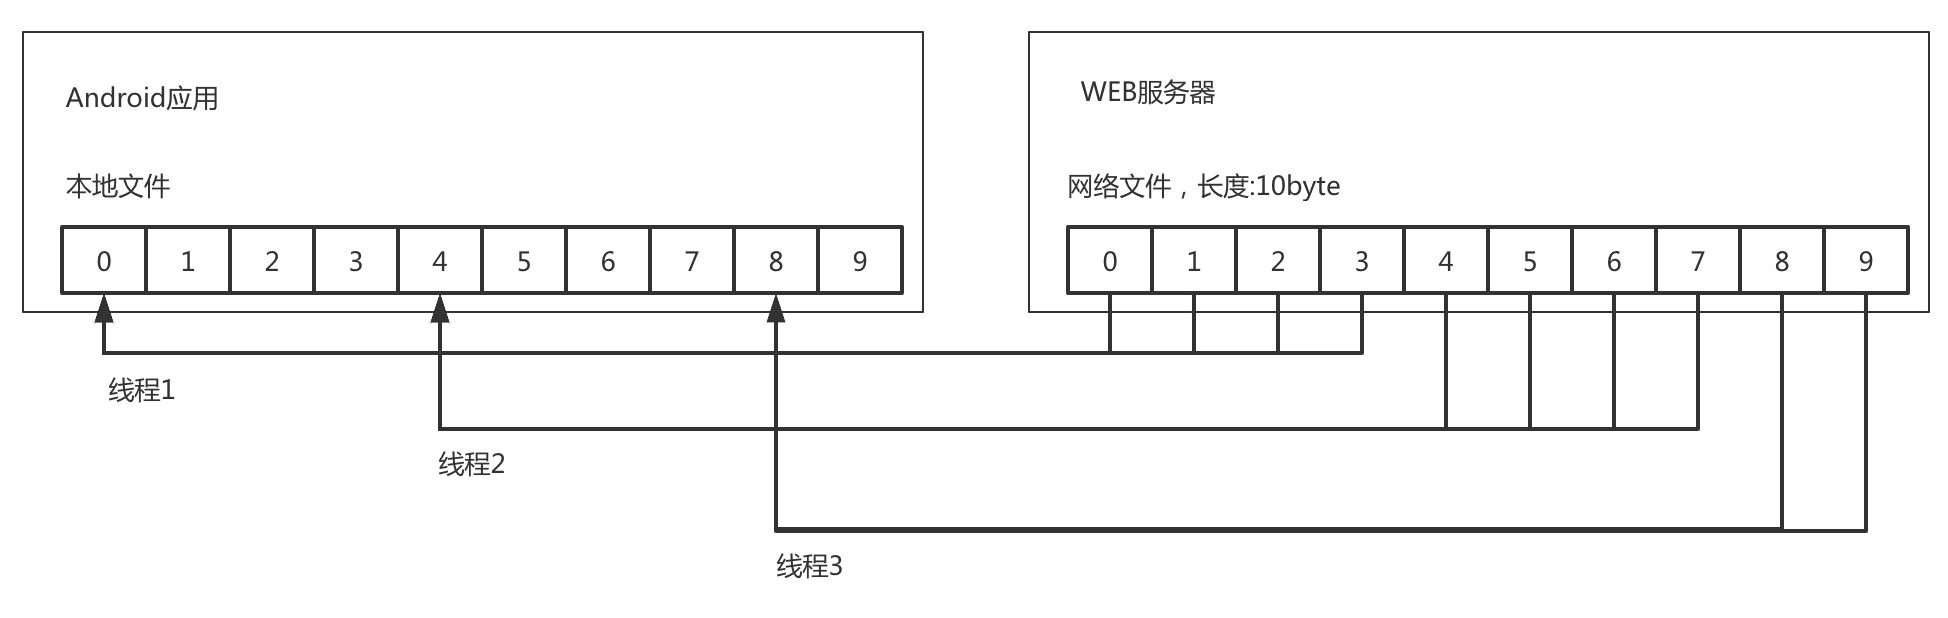 Android应用
本地文件
0 1 2 3 4 5 6 7 8 9
WEB服务器
网络文件，长度:10byte
0 1 2 3 4 5 6 7 8 9
线程1
线程2
线程3